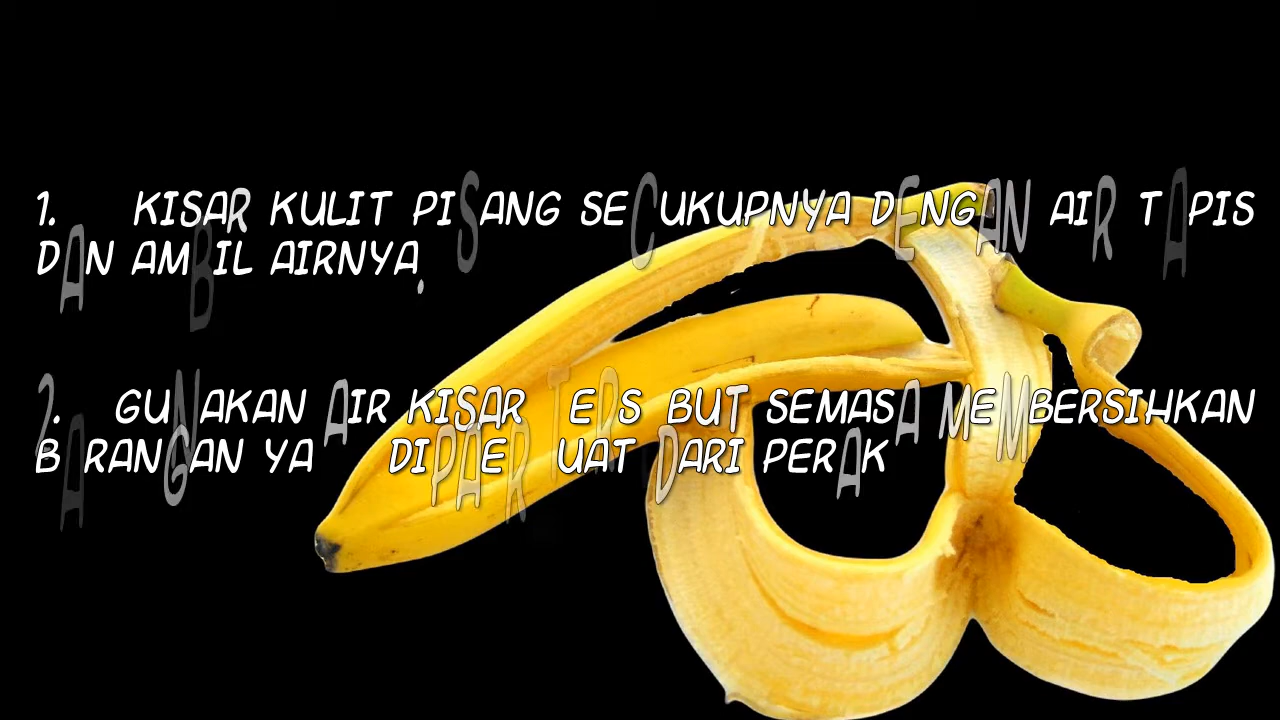 1. KISAR KULIT PISANG SECUKUPNYA DENGAN AIR TAPIS
DAN AMBIL AIRNYA.
2. GUNAKAN AIR KISAR TERSEBUT SEMASA MEMBERSIHKAN
BARANGAN YANG DARI PERAK